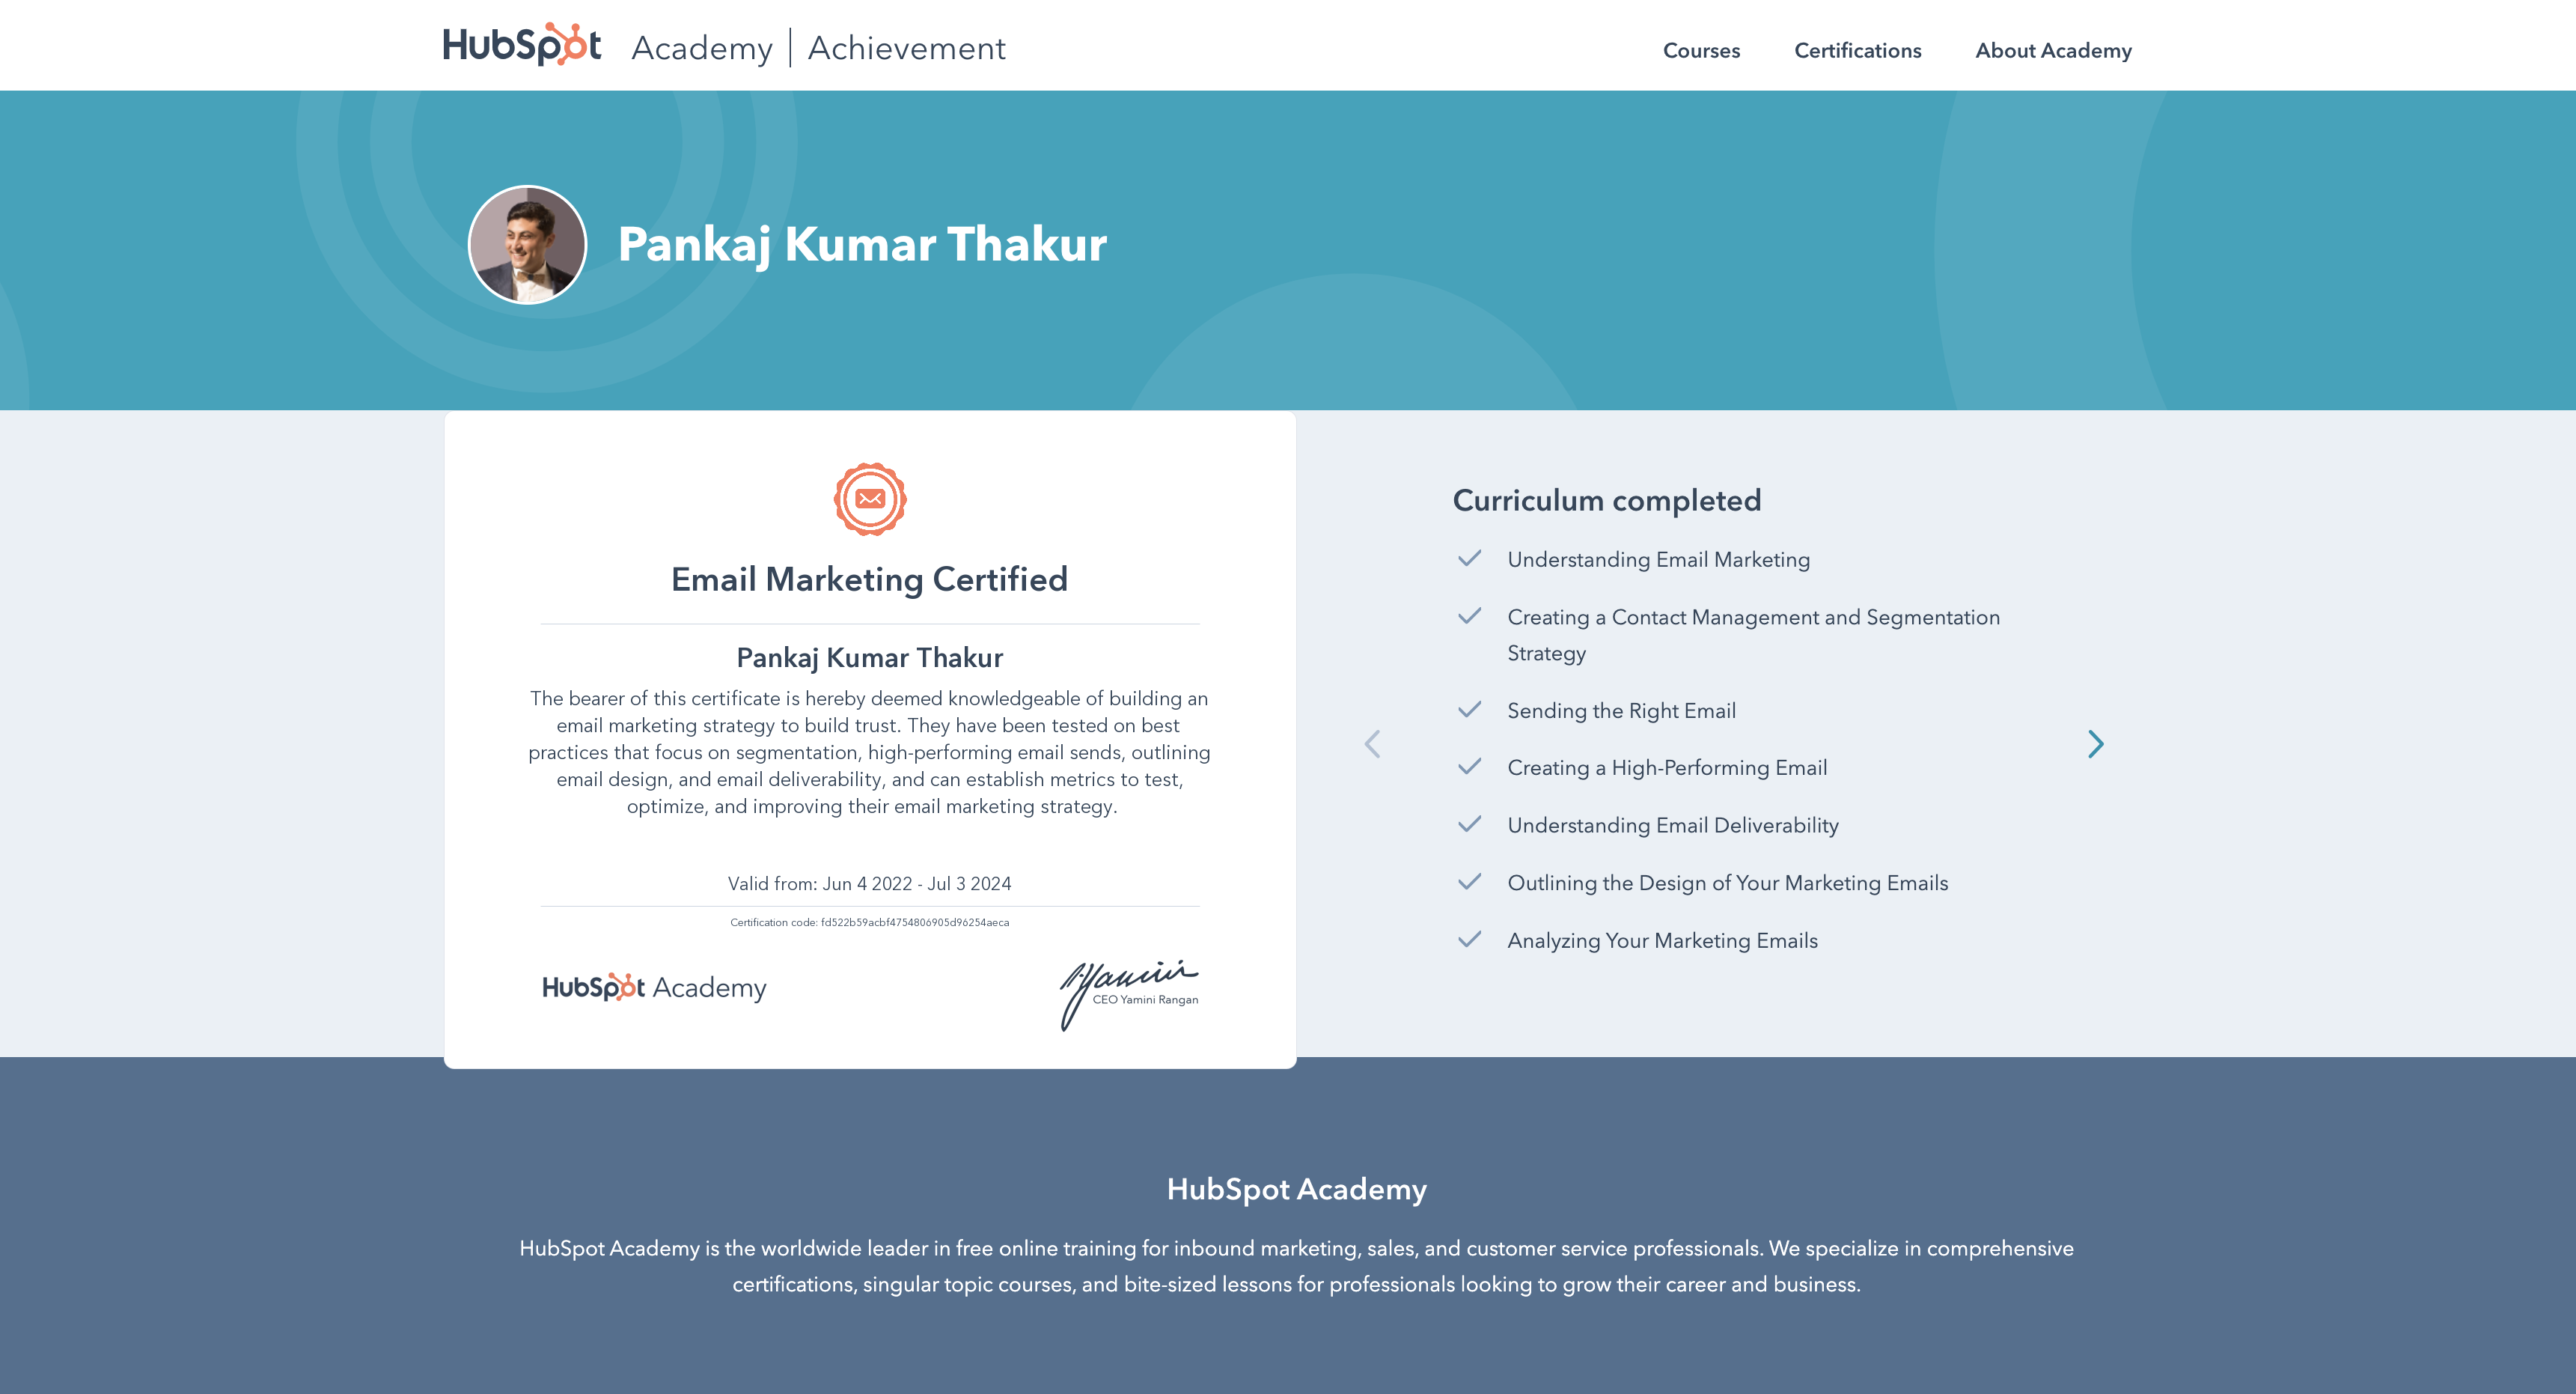 HubSpot Academy | Achievement
Courses
Certifications
About Academy
Pankaj Kumar Thakur
Email Marketing Certified
Pankaj Kumar Thakur
The bearer of this certificate is hereby deemed knowledgeable of building an
email marketing strategy to build trust. They have been tested on best
practices that focus on segmentation, high-performing email sends, outlining
email design, and email deliverability, and can establish metrics to test,
optimize, and improving their email marketing strategy.
Valid from: Jun 4 2022 - Jul 3 2024
Certification code: fd522b59acbf4754806905d96254aeca
HubSpot Academy
Yamini
CEO Yamini Rangan
Curriculum completed
Understanding Email Marketing
Creating a Contact Management and Segmentation
Strategy
Sending the Right Email
Creating a High-Performing Email
Understanding Email Deliverability
Outlining the Design of Your Marketing Emails
Analyzing Your Marketing Emails
HubSpot Academy
HubSpot Academy is the worldwide leader in free online training for inbound marketing, sales, and customer service professionals. We specialize in comprehensive
certifications, singular topic courses, and bite-sized lessons for professionals looking to grow their career and business.